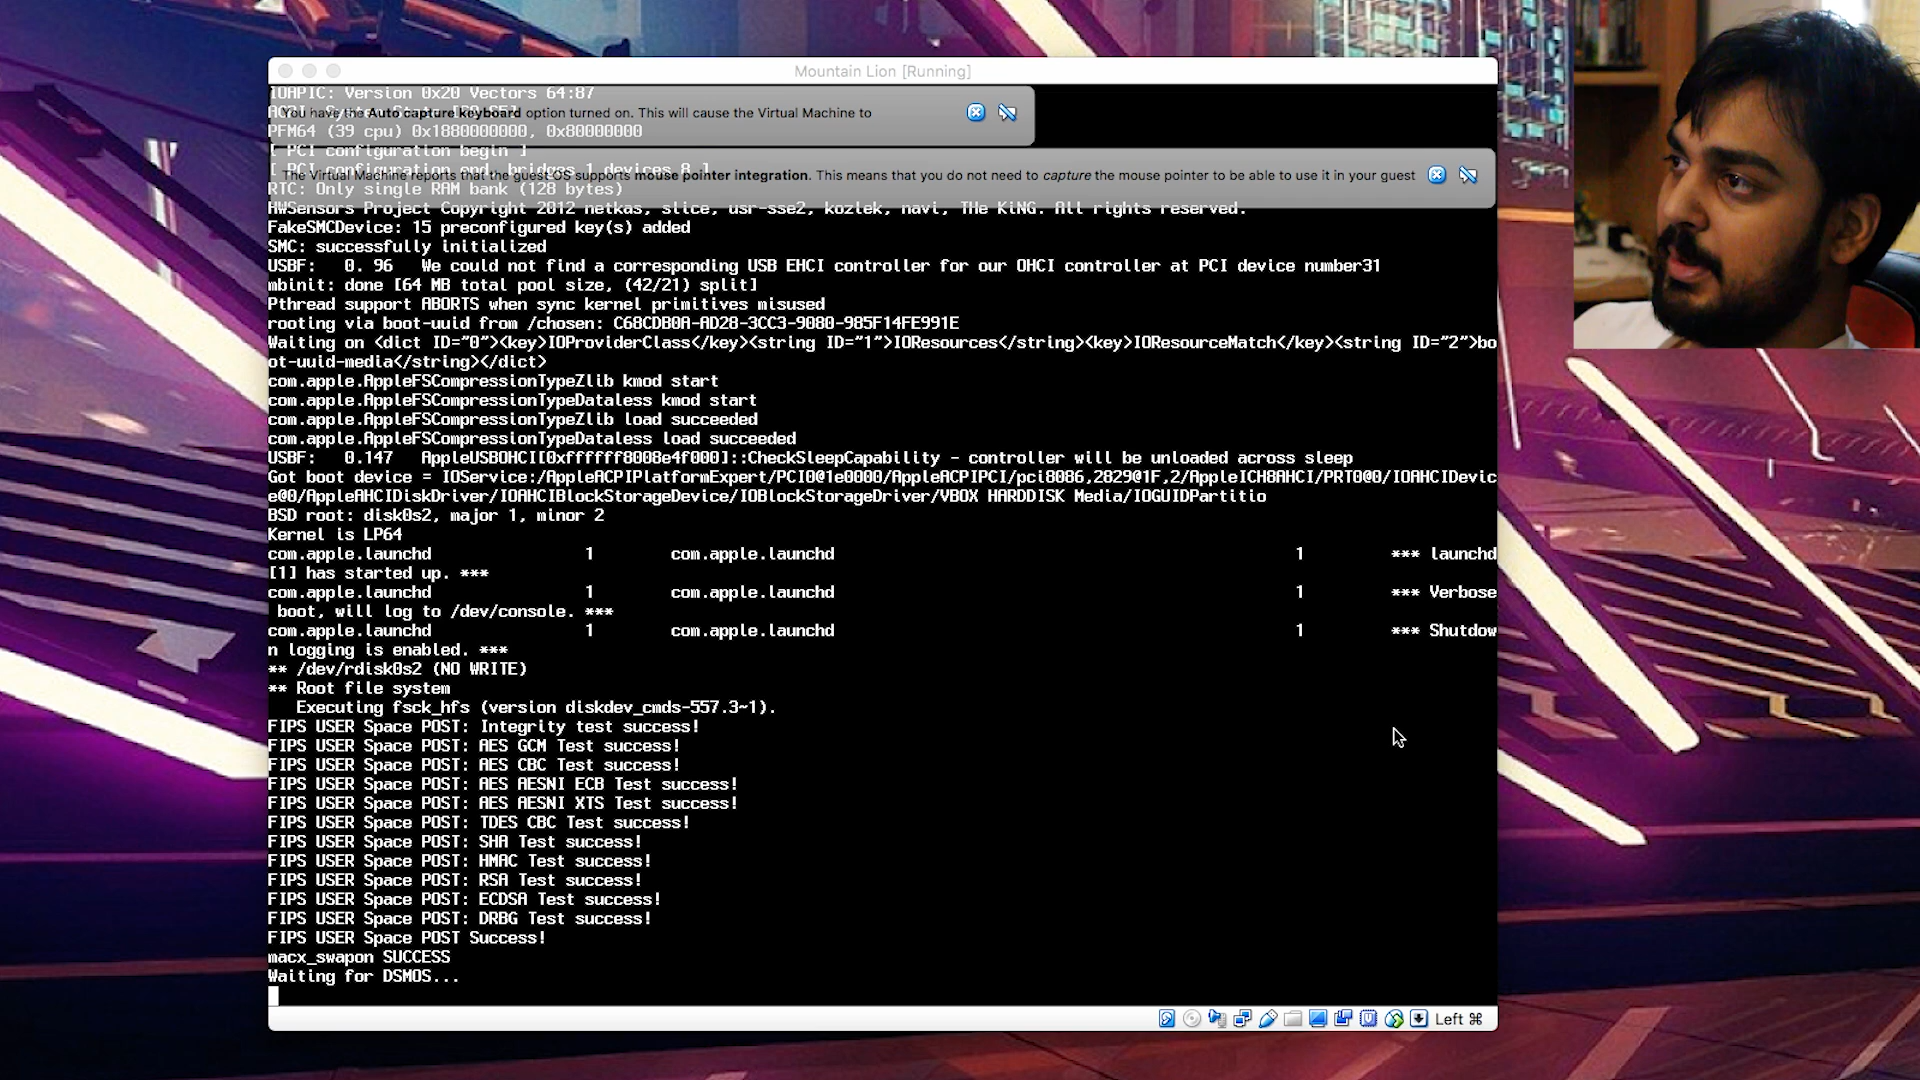 Mountain Lion [Running]
IOAPIC: Version 0x20 Vectors 64:87
ACPI: System State [S0 S5]
You have the Auto capture keyboard option turned on. This will cause the Virtual Machine to
PFM64 (39 cpu) 0x1880000000, 0x80000000
[ PCI configuration begin ]
[ PCI configuration end, bridges 1 devices 8 ]
The Virtual Machine reports that the guest OS supports mouse pointer integration. This means that you do not need to capture the mouse pointer to be able to use it in your guest
RTC: Only single RAM bank (128 bytes)
HWSensors Project Copyright 2012 netkas, slice, usr-sse2, kozlek, navi, THe KiNG. All rights reserved.
FakeSMCDevice: 15 preconfigured key(s) added
SMC: successfully initialized
USBF:   0. 96   We could not find a corresponding USB EHCI controller for our OHCI controller at PCI device number31
mbinit: done [64 MB total pool size, (42/21) split]
Pthread support ABORTS when sync kernel primitives misused
rooting via boot-uuid from /chosen: C68CDB0A-AD28-3CC3-9080-985F14FE991E
Waiting on <dict ID="0"><key>IOProviderClass</key><string ID="1">IOResources</string><key>IOResourceMatch</key><string ID="2">bo
ot-uuid-media</string></dict>
com.apple.AppleFSCompressionTypeZlib kmod start
com.apple.AppleFSCompressionTypeDataless kmod start
com.apple.AppleFSCompressionTypeZlib load succeeded
com.apple.AppleFSCompressionTypeDataless load succeeded
USBF:   0.147   AppleUSBOHCI[0xffffff8008e4f000]::CheckSleepCapability - controller will be unloaded across sleep
Got boot device = IOService:/AppleACPIPlatformExpert/PCI0@1e0000/AppleACPIPCI/pci8086,2829@1F,2/AppleICH8AHCI/PRT0@0/IOAHCIDevic
e@0/AppleAHCIDiskDriver/IOAHCIBlockStorageDevice/IOBlockStorageDriver/VBOX HARDDISK Media/IOGUIDPartitio
BSD root: disk0s2, major 1, minor 2
Kernel is LP64
com.apple.launchd 1 com.apple.launchd 1 *** launchd
[1] has started up. ***
com.apple.launchd 1 com.apple.launchd 1 *** Verbose
boot, will log to /dev/console. ***
com.apple.launchd 1 com.apple.launchd 1 *** Shutdow
n logging is enabled. ***
** /dev/rdisk0s2 (NO WRITE)
** Root file system
Executing fsck_hfs (version diskdev_cmds-557.3~1).
FIPS USER Space POST: Integrity test success!
FIPS USER Space POST: AES GCM Test success!
FIPS USER Space POST: AES CBC Test success!
FIPS USER Space POST: AES AESNI ECB Test success!
FIPS USER Space POST: AES AESNI XTS Test success!
FIPS USER Space POST: TDES CBC Test success!
FIPS USER Space POST: SHA Test success!
FIPS USER Space POST: HMAC Test success!
FIPS USER Space POST: RSA Test success!
FIPS USER Space POST: ECDSA Test success!
FIPS USER Space POST: DRBG Test success!
FIPS USER Space POST Success!
macx_swapon SUCCESS
Waiting for DSMOS...
Left ⌘